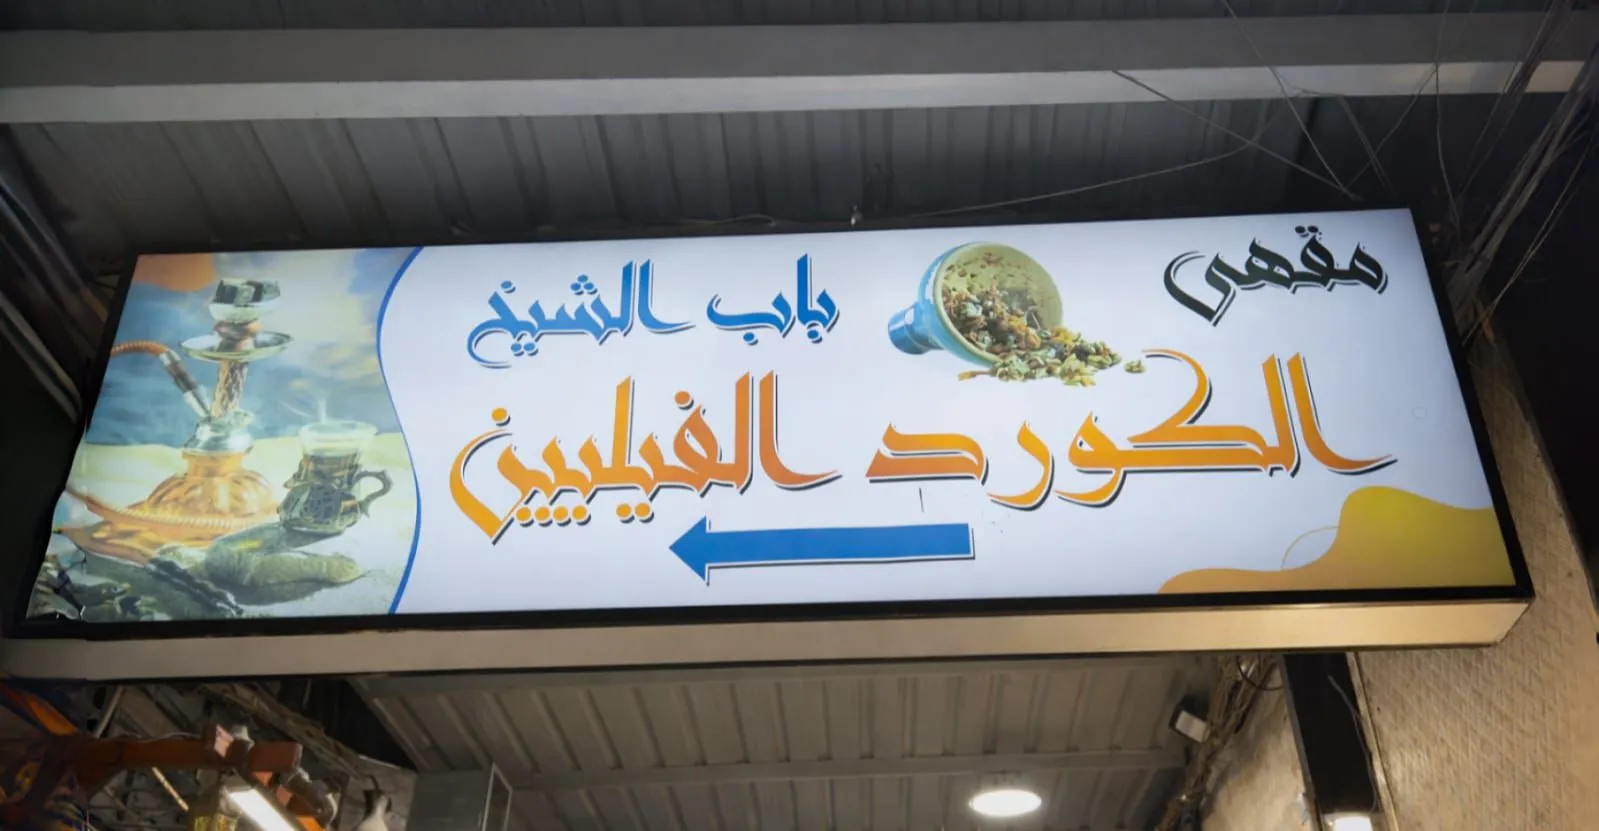 مقهى
باب الشيخ
الكورد الفيليين